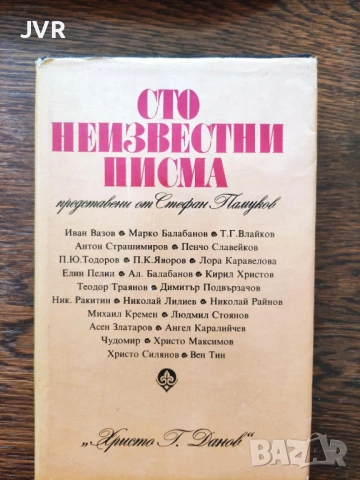 JVR
СТО
НЕИЗВЕСТНИ
ПИСМА
представени от Стефан Памуков
Иван Вазов Марко Балабанов Т.Г.Влайков
Антон Страшимиров Пенчо Славейков
П.Ю.Тодоров П.К.Яворов Лора Каравелова
Елин Пелин Ал. Балабанов Кирил Христов
Теодор Траянов Димитър Подвързачов
Ник. Ракитин Николай Лилиев Николай Райнов
Михаил Кремен Людмил Стоянов
Асен Златаров Ангел Каралийчев
Чудомир Христо Максимов
Христо Силянов Вен Тин
„Христо Г. Данов“
BAZAR
bg